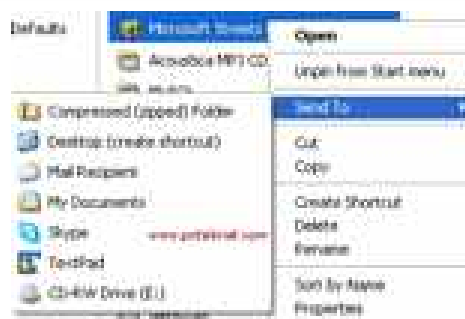 Defaults
Microsoft
Acoustica MP3 CD
Compressed (zipped) Folder
Desktop (create shortcut)
Mail Recipient
My Documents
Skype
TextPad
CD-RW Drive (E:)
Open
Unpin from Start menu
Send To
Cut
Copy
Create Shortcut
Delete
Rename
Sort by Name
Properties